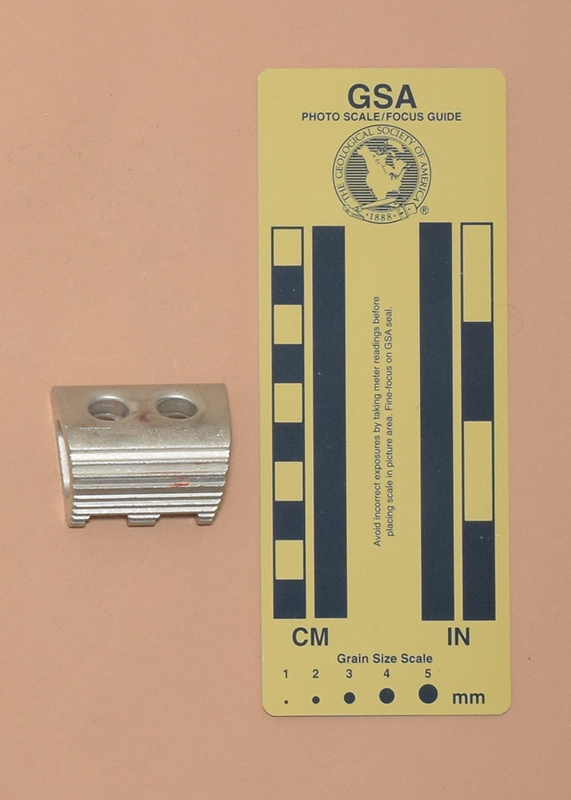 GSA
PHOTO SCALE/FOCUS GUIDE
THE GEOLOGICAL SOCIETY OF AMERICA
·1888·
®
Avoid incorrect exposures by taking meter readings before
placing scale in picture area. Fine-focus on GSA seal.
CM IN
Grain Size Scale
1 2 3 4 5
mm